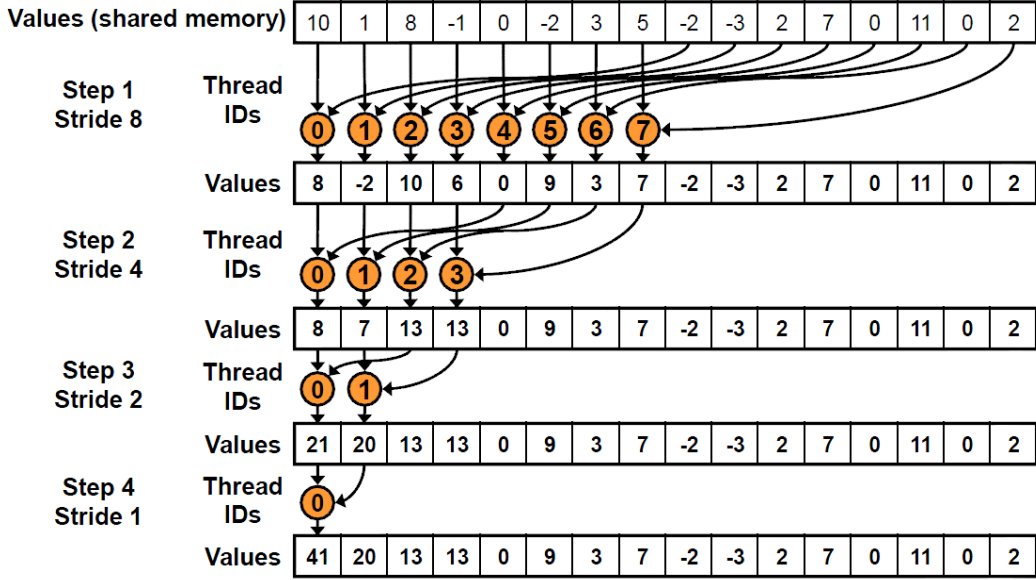 Values (shared memory) 10 1 8 -1 0 -2 3 5 -2 -3 2 7 0 11 0 2
Step 1 Thread
Stride 8 IDs
0 1 2 3 4 5 6 7
Values 8 -2 10 6 0 9 3 7 -2 -3 2 7 0 11 0 2
Step 2 Thread
Stride 4 IDs
0 1 2 3
Values 8 7 13 13 0 9 3 7 -2 -3 2 7 0 11 0 2
Step 3 Thread
Stride 2 IDs
0 1
Values 21 20 13 13 0 9 3 7 -2 -3 2 7 0 11 0 2
Step 4 Thread
Stride 1 IDs
0
Values 41 20 13 13 0 9 3 7 -2 -3 2 7 0 11 0 2